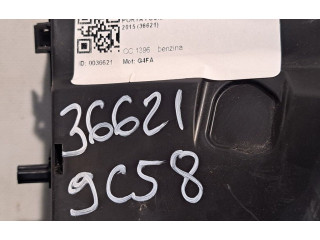 2015 (36621)
CC: 1396 benzina
ID: 0036621 Mot: G4FA
36621
9C58